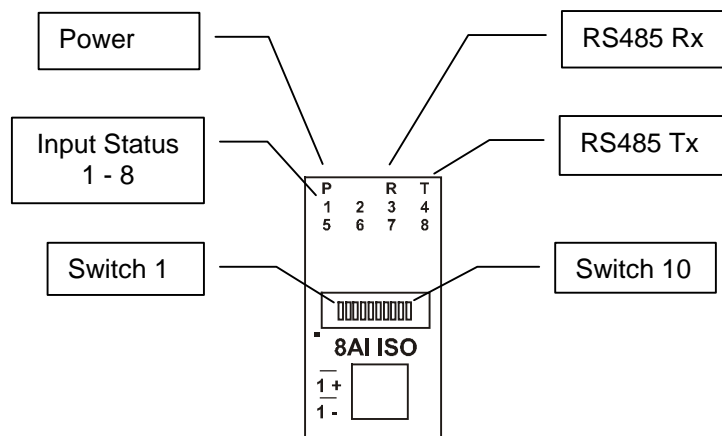 Power
RS485 Rx
Input Status
1 - 8
RS485 Tx
P R T
1 2 3 4
5 6 7 8
Switch 1
Switch 10
8AI ISO
1 +
1 -